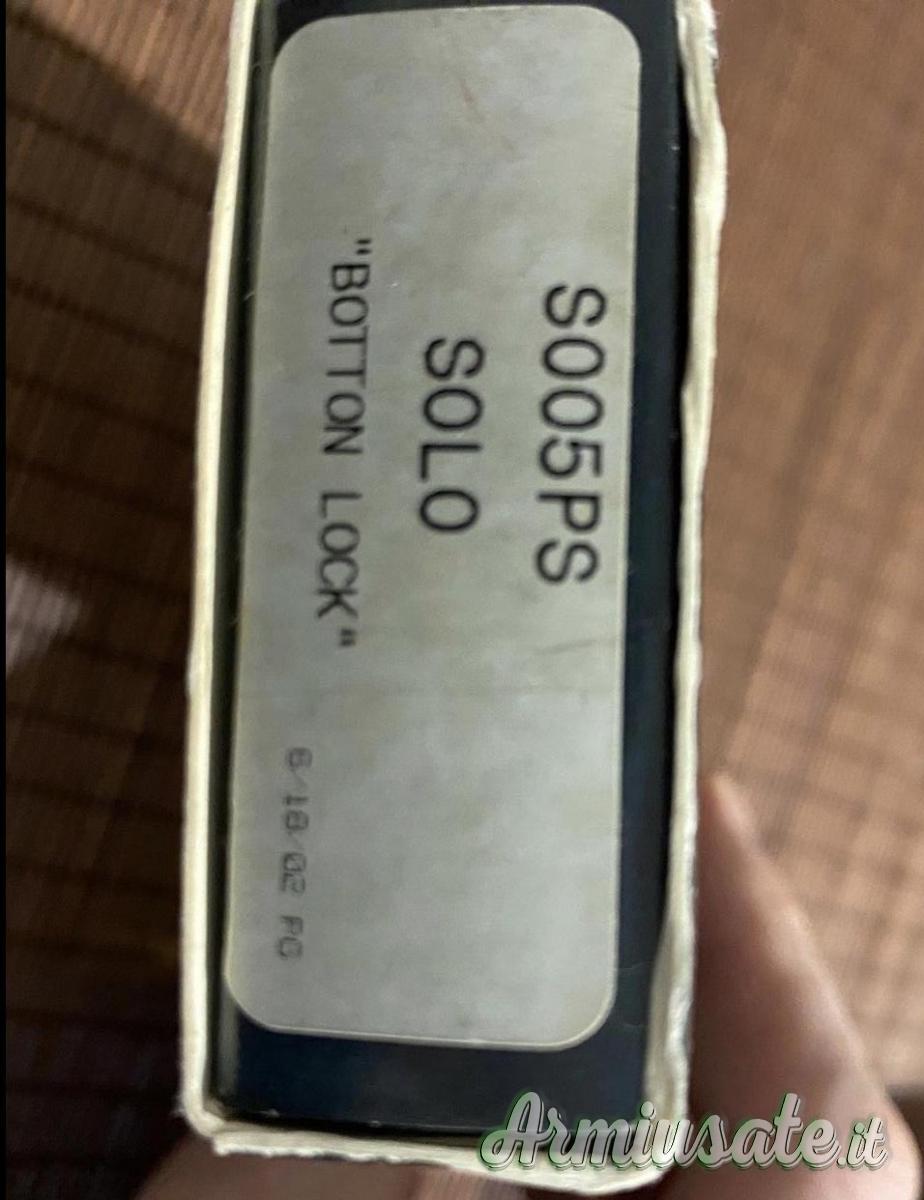 S005PS
SOLO
"BOTTON LOCK"
6/18/02 PG
Armiusate.it